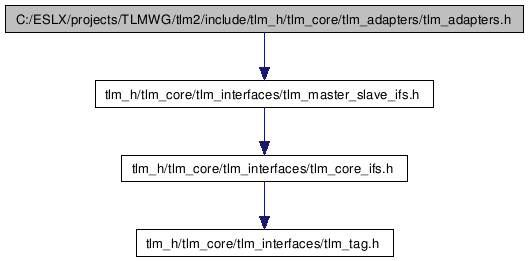 C:/ESLX/projects/TLMWG/tlm2/include/tlm_h/tlm_core/tlm_adapters/tlm_adapters.h
tlm_h/tlm_core/tlm_interfaces/tlm_master_slave_ifs.h
tlm_h/tlm_core/tlm_interfaces/tlm_core_ifs.h
tlm_h/tlm_core/tlm_interfaces/tlm_tag.h